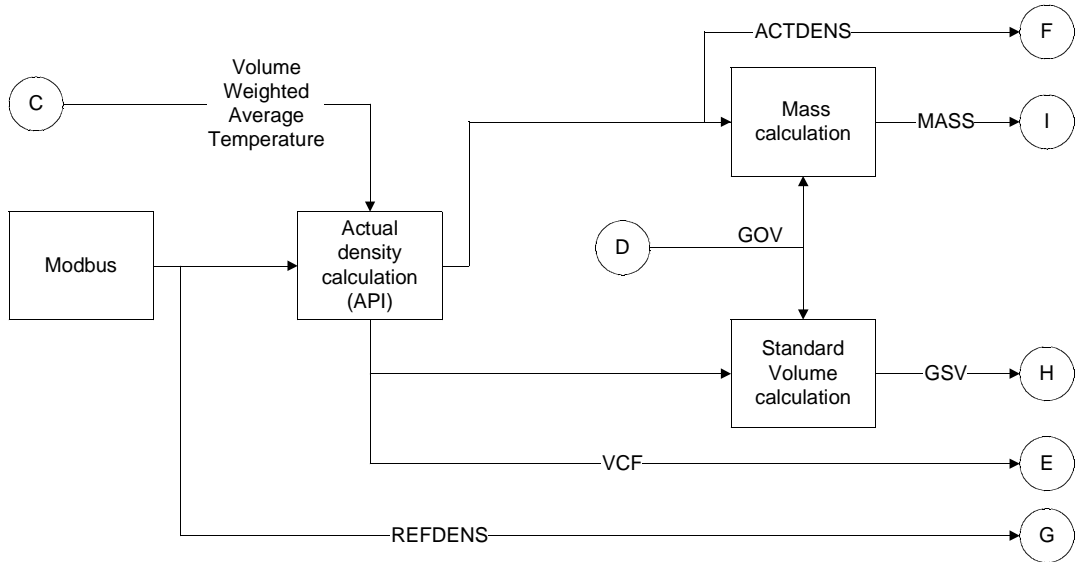 ACTDENS
F
Volume
Weighted
Average
Temperature
C
Mass
calculation
MASS
I
Modbus
Actual
density
calculation
(API)
D
GOV
Standard
Volume
calculation
GSV
H
VCF
E
REFDENS
G